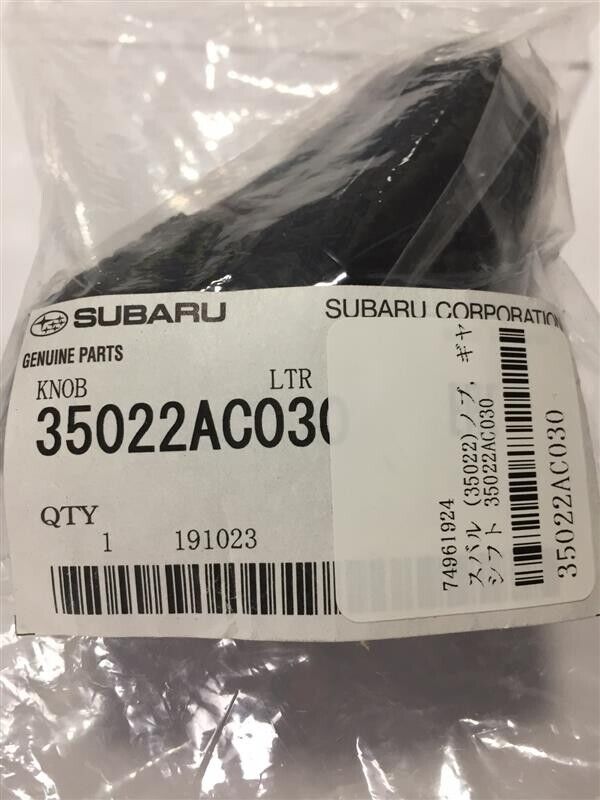 SUBARU
SUBARU CORPORATION
GENUINE PARTS
KNOB LTR
35022AC030
QTY
1 191023
74961924
スバル (35022)ノブ, ギヤ
シフト 35022AC030
35022AC030